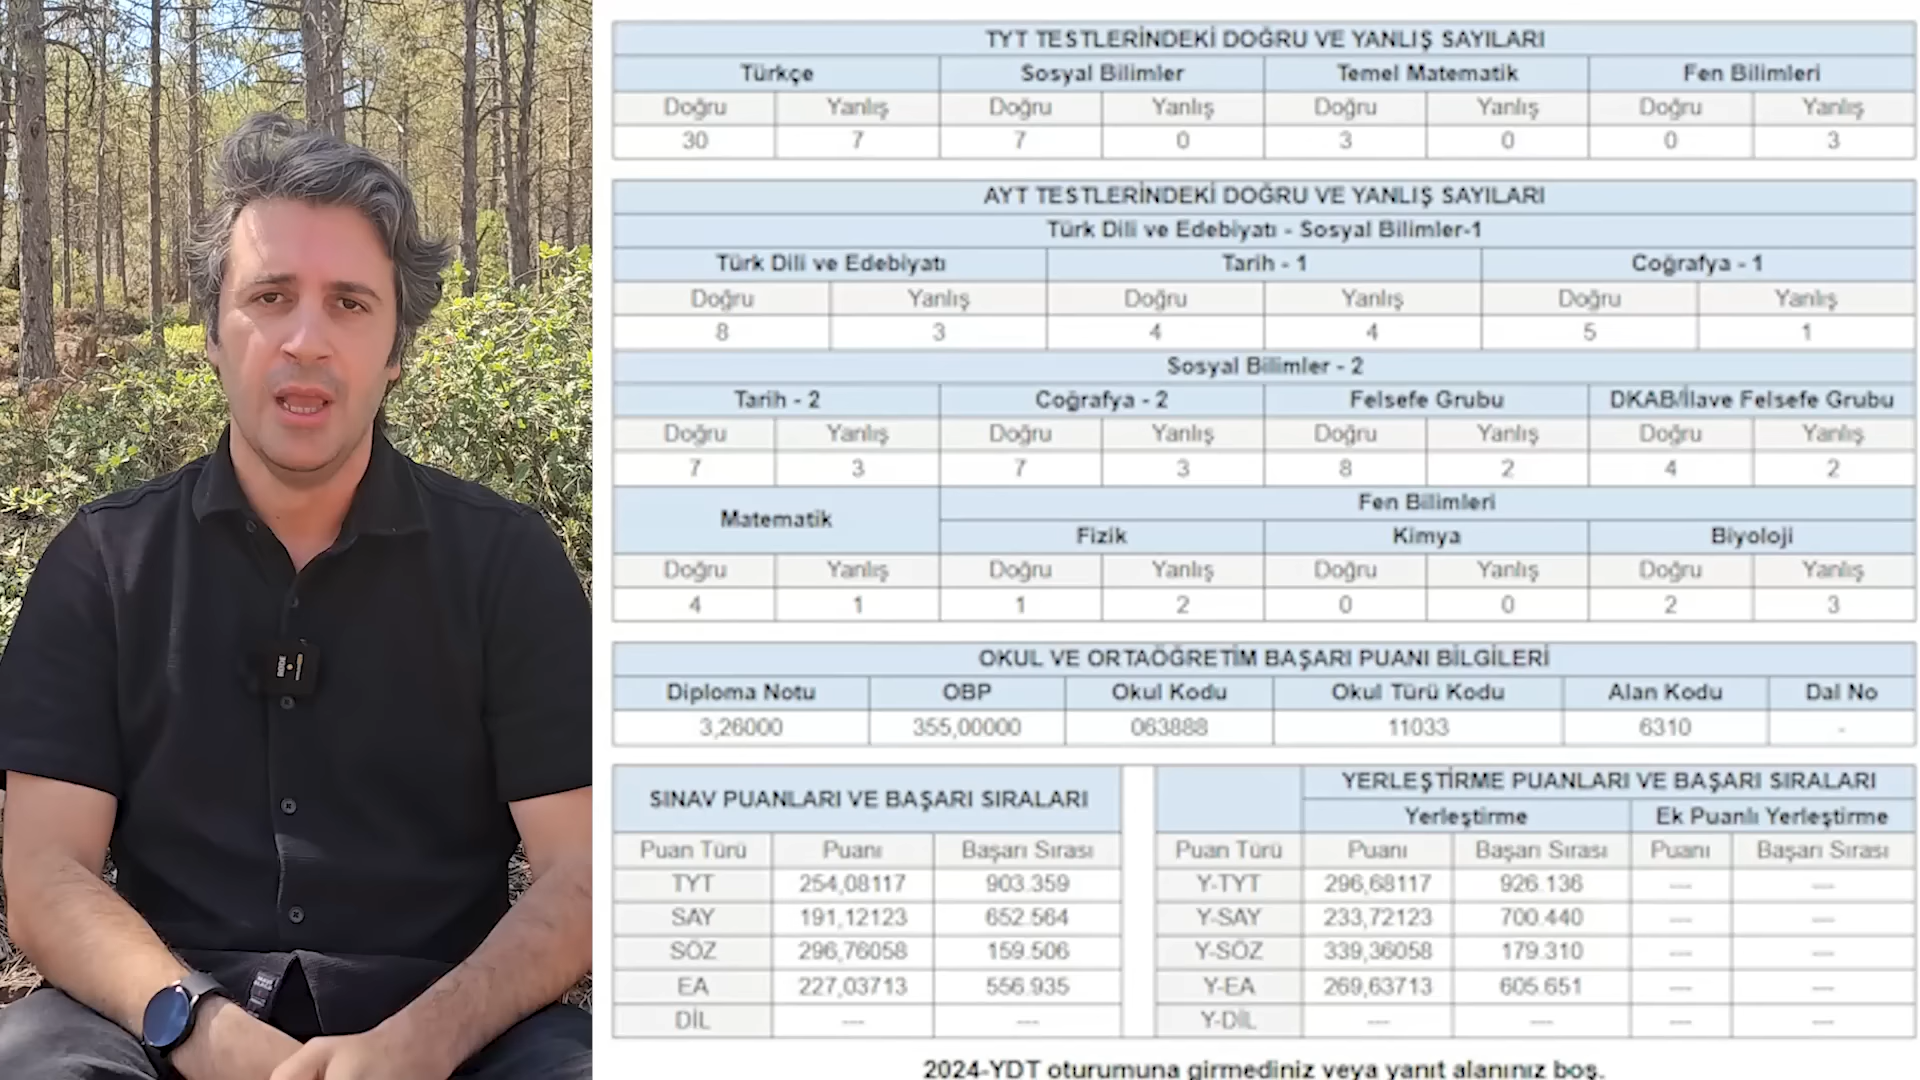 TYT TESTLERİNDEKİ DOĞRU VE YANLIŞ SAYILARI
Türkçe Sosyal Bilimler Temel Matematik Fen Bilimleri
Doğru Yanlış Doğru Yanlış Doğru Yanlış Doğru Yanlış
30 7 7 0 3 0 0 3
AYT TESTLERİNDEKİ DOĞRU VE YANLIŞ SAYILARI
Türk Dili ve Edebiyatı - Sosyal Bilimler-1
Türk Dili ve Edebiyatı Tarih - 1 Coğrafya - 1
Doğru Yanlış Doğru Yanlış Doğru Yanlış
8 3 4 4 5 1
Sosyal Bilimler - 2
Tarih - 2 Coğrafya - 2 Felsefe Grubu DKAB/İlave Felsefe Grubu
Doğru Yanlış Doğru Yanlış Doğru Yanlış Doğru Yanlış
7 3 7 3 8 2 4 2
Matematik Fen Bilimleri
Fizik Kimya Biyoloji
Doğru Yanlış Doğru Yanlış Doğru Yanlış Doğru Yanlış
4 1 1 2 0 0 2 3
OKUL VE ORTAÖĞRETİM BAŞARI PUANI BİLGİLERİ
Diploma Notu OBP Okul Kodu Okul Türü Kodu Alan Kodu Dal No
3,26000 355,00000 063888 11033 6310 -
SINAV PUANLARI VE BAŞARI SIRALARI
Puan Türü Puanı Başarı Sırası
TYT 254,08117 903.359
SAY 191,12123 652.564
SÖZ 296,76058 159.506
EA 227,03713 556.935
DİL --- ---
YERLEŞTİRME PUANLARI VE BAŞARI SIRALARI
Yerleştirme Ek Puanlı Yerleştirme
Puan Türü Puanı Başarı Sırası Puanı Başarı Sırası
Y-TYT 296,68117 926.136 --- ---
Y-SAY 233,72123 700.440 --- ---
Y-SÖZ 339,36058 179.310 --- ---
Y-EA 269,63713 605.651 --- ---
Y-DİL --- --- --- ---
2024-YDT oturumuna girmediniz veya yanıt alanınız boş.